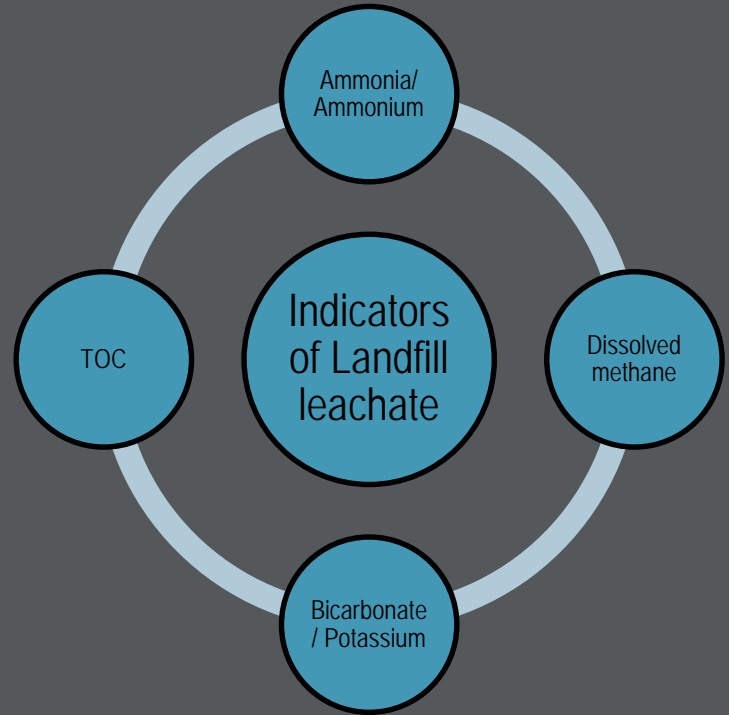 Ammonia/
Ammonium
Indicators
of Landfill
leachate
TOC
Dissolved
methane
Bicarbonate
/ Potassium